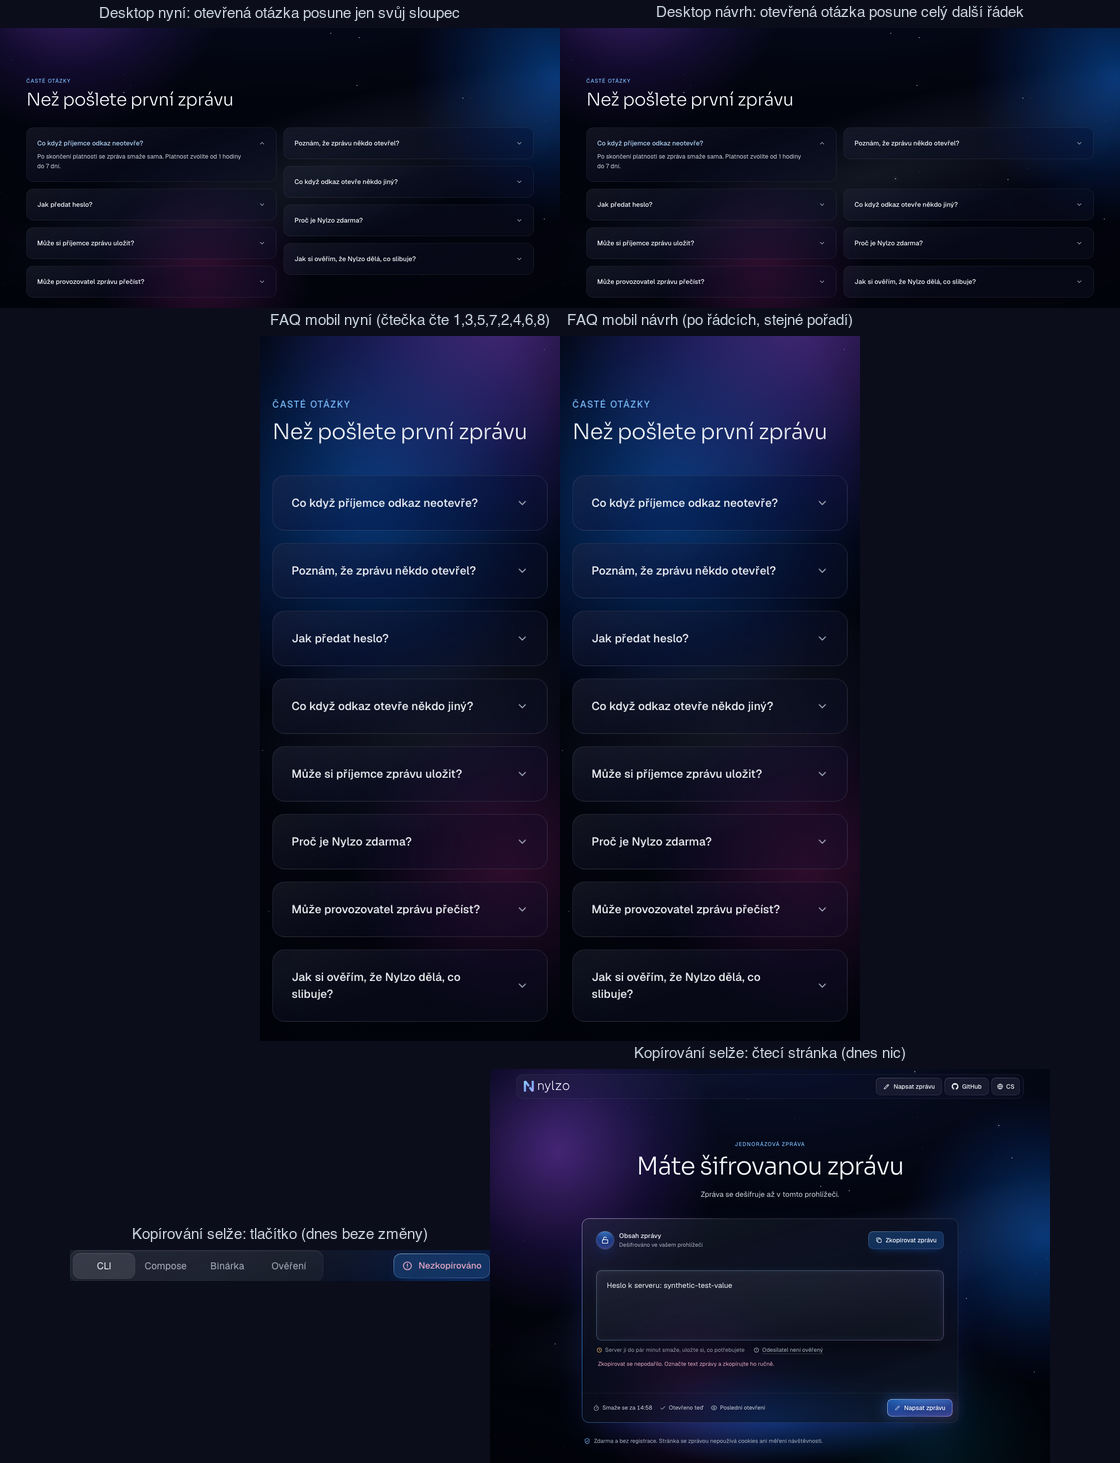 Desktop nyní: otevřená otázka posune jen svůj sloupec
ČASTÉ OTÁZKY
Než pošlete první zprávu
Co když příjemce odkaz neotevře?
Po skončení platnosti se zpráva smaže sama. Platnost zvolíte od 1 hodiny
do 7 dní.
Jak předat heslo?
Může si příjemce zprávu uložit?
Může provozovatel zprávu přečíst?
Poznám, že zprávu někdo otevřel?
Co když odkaz otevře někdo jiný?
Proč je Nylzo zdarma?
Jak si ověřím, že Nylzo dělá, co slibuje?
Desktop návrh: otevřená otázka posune celý další řádek
ČASTÉ OTÁZKY
Než pošlete první zprávu
Co když příjemce odkaz neotevře?
Po skončení platnosti se zpráva smaže sama. Platnost zvolíte od 1 hodiny
do 7 dní.
Poznám, že zprávu někdo otevřel?
Jak předat heslo?
Co když odkaz otevře někdo jiný?
Může si příjemce zprávu uložit?
Proč je Nylzo zdarma?
Může provozovatel zprávu přečíst?
Jak si ověřím, že Nylzo dělá, co slibuje?
FAQ mobil nyní (čtečka čte 1,3,5,7,2,4,6,8)
ČASTÉ OTÁZKY
Než pošlete první zprávu
Co když příjemce odkaz neotevře?
Poznám, že zprávu někdo otevřel?
Jak předat heslo?
Co když odkaz otevře někdo jiný?
Může si příjemce zprávu uložit?
Proč je Nylzo zdarma?
Může provozovatel zprávu přečíst?
Jak si ověřím, že Nylzo dělá, co
slibuje?
FAQ mobil návrh (po řádcích, stejné pořadí)
ČASTÉ OTÁZKY
Než pošlete první zprávu
Co když příjemce odkaz neotevře?
Poznám, že zprávu někdo otevřel?
Jak předat heslo?
Co když odkaz otevře někdo jiný?
Může si příjemce zprávu uložit?
Proč je Nylzo zdarma?
Může provozovatel zprávu přečíst?
Jak si ověřím, že Nylzo dělá, co
slibuje?
Kopírování selže: tlačítko (dnes beze změny)
CLI Compose Binárka Ověření Nezkopírováno
Kopírování selže: čtecí stránka (dnes nic)
nylzo Napsat zprávu GitHub CS
JEDNORÁZOVÁ ZPRÁVA
Máte šifrovanou zprávu
Zpráva se dešifruje až v tomto prohlížeči.
Obsah zprávy
Dešifrováno ve vašem prohlížeči
Zkopírovat zprávu
Heslo k serveru: synthetic-test-value
Server ji do pár minut smaže, uložte si, co potřebujete Odesílatel není ověřený
Zkopírovat se nepodařilo. Označte text zprávy a zkopírujte ho ručně.
Smaže se za 14:58 Otevřeno teď Poslední otevření Napsat zprávu
Zdarma a bez registrace. Stránka se zprávou nepoužívá cookies ani měření návštěvnosti.